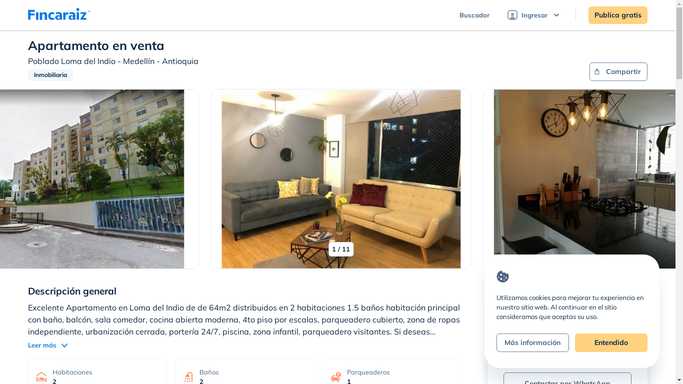 Fincaraiz
Buscador
Ingresar
Publica gratis
Apartamento en venta
Poblado Loma del Indio - Medellín - Antioquia
Inmobiliaria
Compartir
1 / 11
Descripción general
Excelente Apartamento en Loma del Indio de de 64m2 distribuidos en 2 habitaciones 1.5 baños habitación principal
con baño, balcón, sala comedor, cocina abierta moderna, 4to piso por escalas, parqueadero cubierto, zona de ropas
independiente, urbanización cerrada, portería 24/7, piscina, zona infantil, parqueadero visitantes. Si deseas...
Leer más
Habitaciones
2
Baños
2
Parqueaderos
1
Utilizamos cookies para mejorar tu experiencia en
nuestro sitio web. Al continuar en el sitio
consideramos que aceptas su uso.
Más información
Entendido
Contactar por WhatsApp